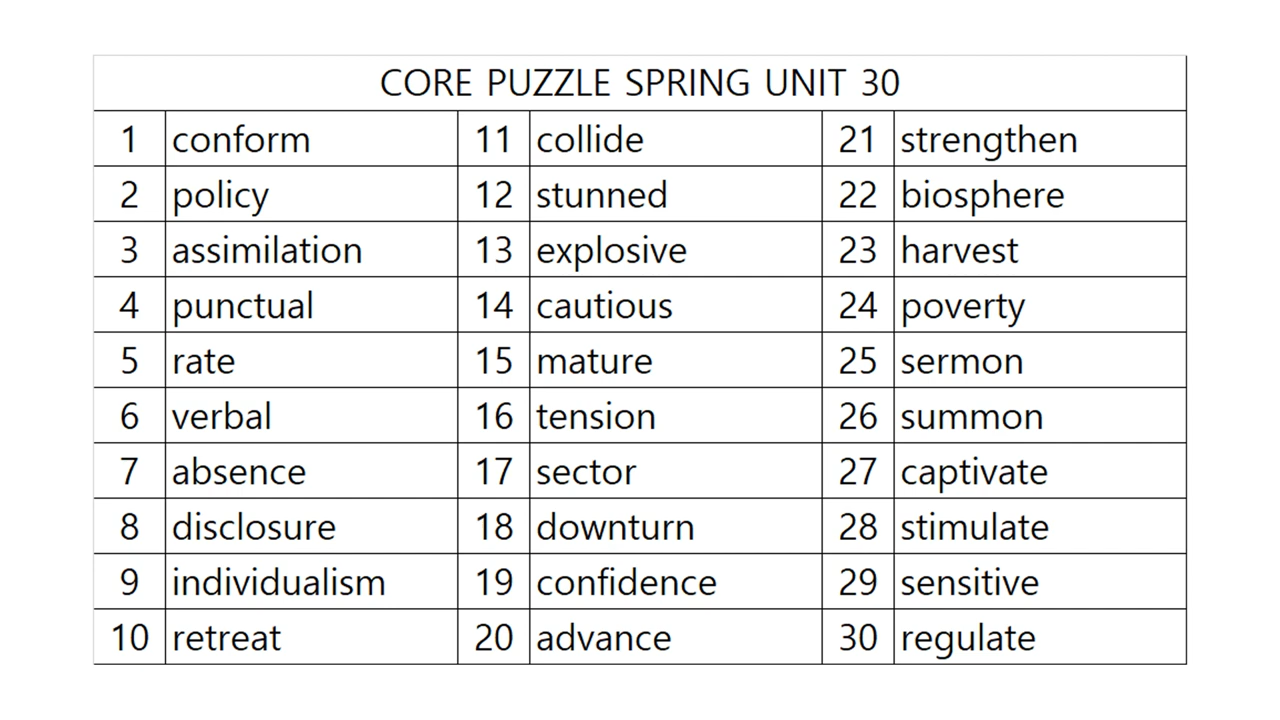 CORE PUZZLE SPRING UNIT 30
1 conform 11 collide 21 strengthen
2 policy 12 stunned 22 biosphere
3 assimilation 13 explosive 23 harvest
4 punctual 14 cautious 24 poverty
5 rate 15 mature 25 sermon
6 verbal 16 tension 26 summon
7 absence 17 sector 27 captivate
8 disclosure 18 downturn 28 stimulate
9 individualism 19 confidence 29 sensitive
10 retreat 20 advance 30 regulate